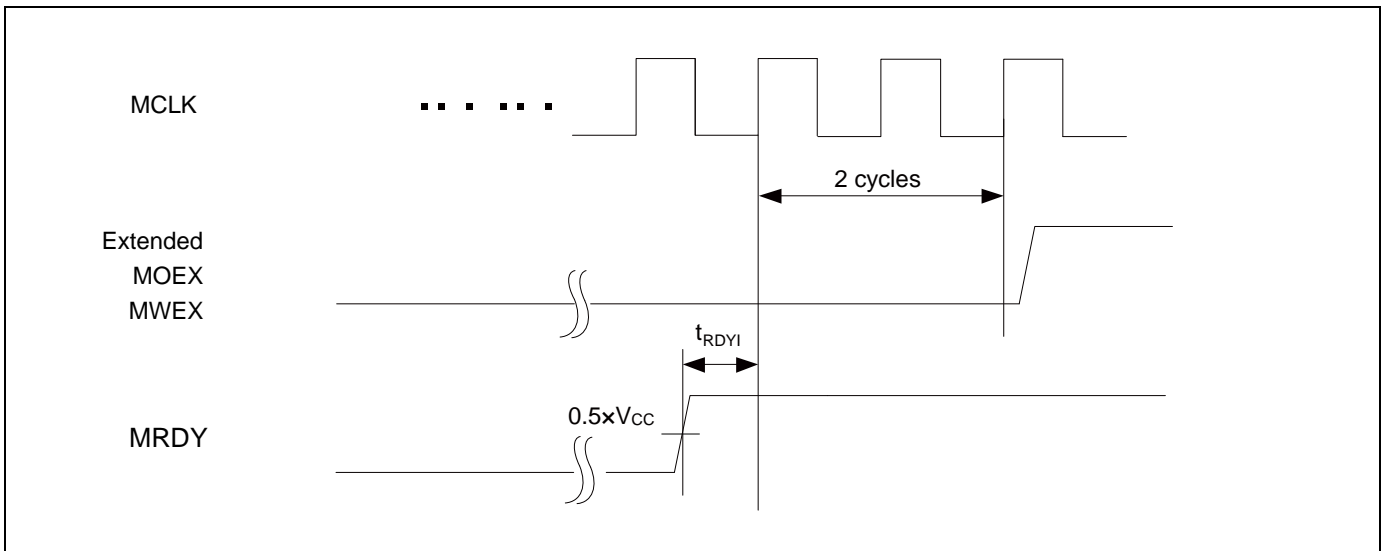 MCLK
2 cycles
Extended
MOEX
MWEX
tRDYI
0.5×VCC
MRDY